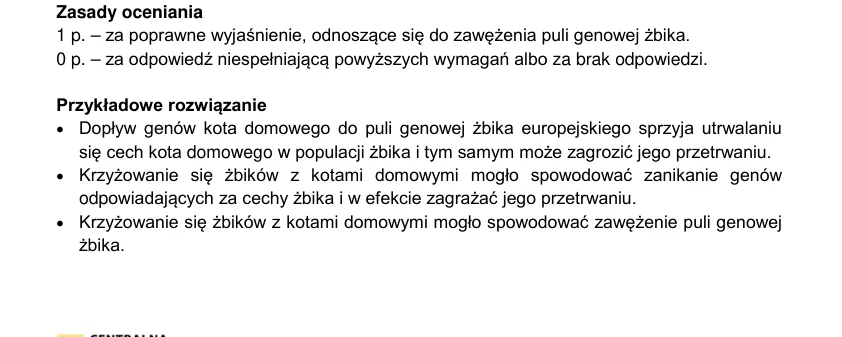 Zasady oceniania
1 p. – za poprawne wyjaśnienie, odnoszące się do zawężenia puli genowej żbika.
0 p. – za odpowiedź niespełniającą powyższych wymagań albo za brak odpowiedzi.
Przykładowe rozwiązanie
• Dopływ genów kota domowego do puli genowej żbika europejskiego sprzyja utrwalaniu
się cech kota domowego w populacji żbika i tym samym może zagrozić jego przetrwaniu.
• Krzyżowanie się żbików z kotami domowymi mogło spowodować zanikanie genów
odpowiadających za cechy żbika i w efekcie zagrażać jego przetrwaniu.
• Krzyżowanie się żbików z kotami domowymi mogło spowodować zawężenie puli genowej
żbika.
CENTRALNA